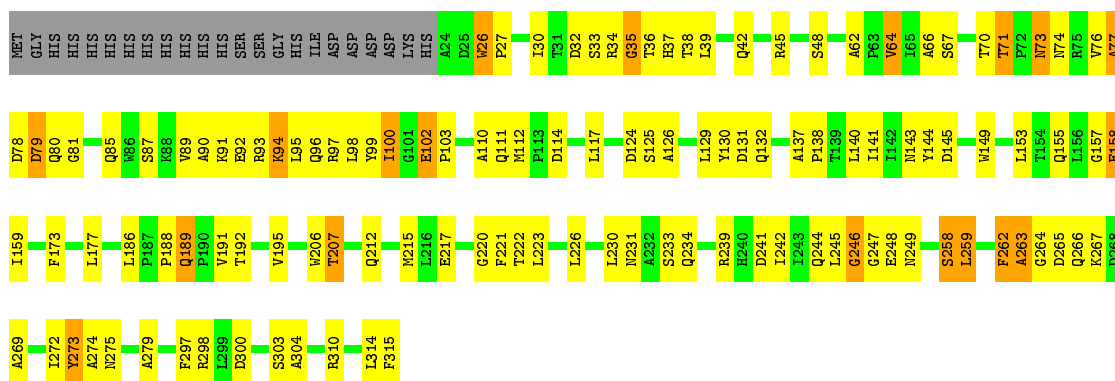 MET GLY HIS HIS HIS HIS HIS HIS HIS HIS HIS HIS SER SER GLY HIS ILE ASP ASP ASP ASP LYS HIS A24 D25 W26 P27 I30 T31 D32 S33 R34 G35 T36 H37 T38 L39 Q42 R45 S48 A62 P63 V64 I65 A66 S67 T70 T71 P72 N73 N74 R75 V76 A77
D78 D79 Q80 G81 Q85 W86 S87 K88 V89 A90 K91 E92 R93 K94 L95 Q96 R97 L98 Y99 I100 G101 E102 P103 A110 Q111 M112 P113 D114 L117 D124 S125 A126 L129 Y130 D131 Q132 A137 P138 T139 L140 I141 I142 N143 Y144 D145 W149 L153 T154 Q155 L156 G157 E158
I159 F173 L177 L186 P187 P188 Q189 P190 V191 T192 V195 W206 T207 Q212 M215 L216 E217 G220 F221 T222 L223 L226 L230 N231 A232 S233 Q234 R239 H240 D241 I242 I243 Q244 L245 G246 G247 E248 N249 S258 L259 F262 A263 G264 D265 Q266 K267 D268
A269 I272 Y273 A274 N275 A279 F297 R298 L299 D300 S303 A304 R310 L314 F315